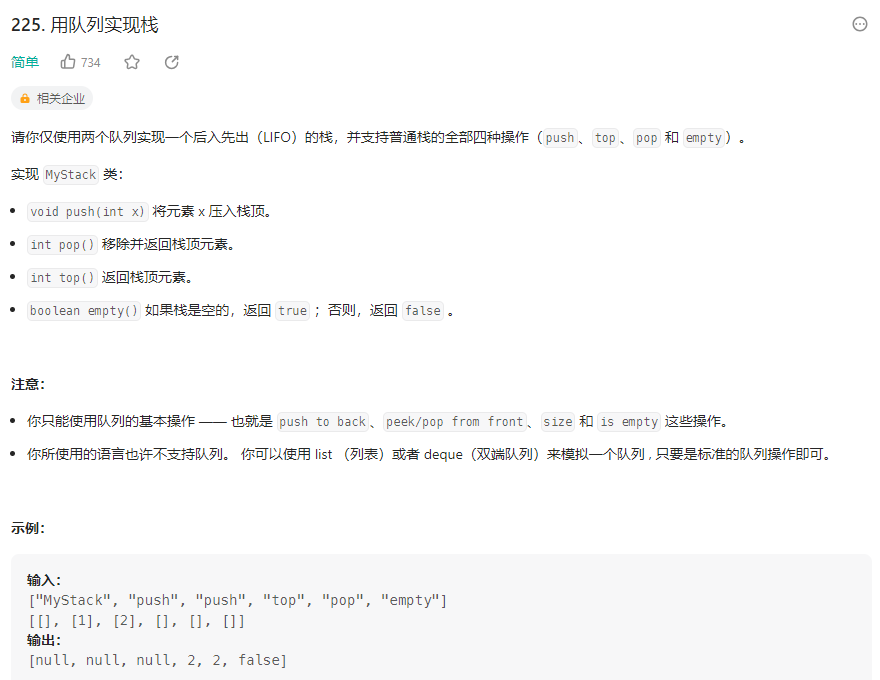 225. 用队列实现栈
简单 734
相关企业
请你仅使用两个队列实现一个后入先出（LIFO）的栈，并支持普通栈的全部四种操作（push、top、pop 和 empty）。
实现 MyStack 类：
void push(int x) 将元素 x 压入栈顶。
int pop() 移除并返回栈顶元素。
int top() 返回栈顶元素。
boolean empty() 如果栈是空的，返回 true ；否则，返回 false 。
注意：
你只能使用队列的基本操作 —— 也就是 push to back、peek/pop from front、size 和 is empty 这些操作。
你所使用的语言也许不支持队列。 你可以使用 list （列表）或者 deque（双端队列）来模拟一个队列 , 只要是标准的队列操作即可。
示例：
输入：
["MyStack", "push", "push", "top", "pop", "empty"]
[[], [1], [2], [], [], []]
输出：
[null, null, null, 2, 2, false]